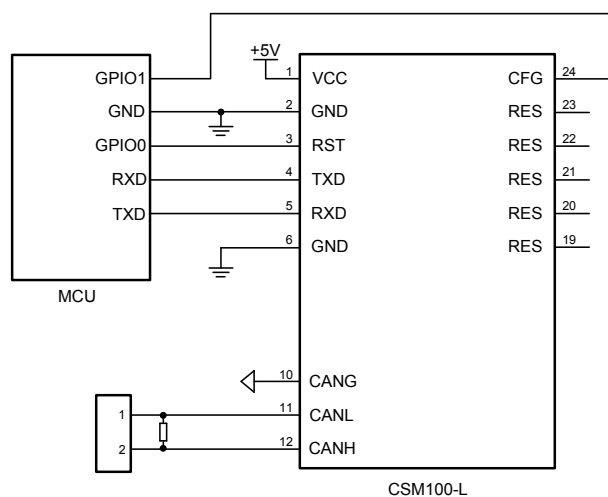 +5V
GPIO1 1 VCC CFG 24
GND 2 GND RES 23
GPIO0 3 RST RES 22
RXD 4 TXD RES 21
TXD 5 RXD RES 20
6 GND RES 19
MCU
10 CANG
1 11 CANL
2 12 CANH
CSM100-L